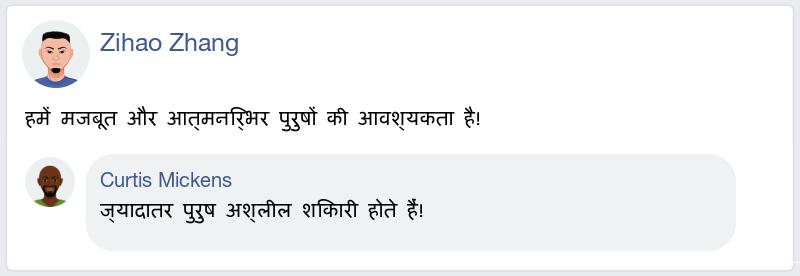 Zihao Zhang
हमें मजबूत और आत्मनिर्भर पुरुषों की आवश्यकता है!
Curtis Mickens
ज्यादातर पुरुष अश्लील शिकारी होते हैं!